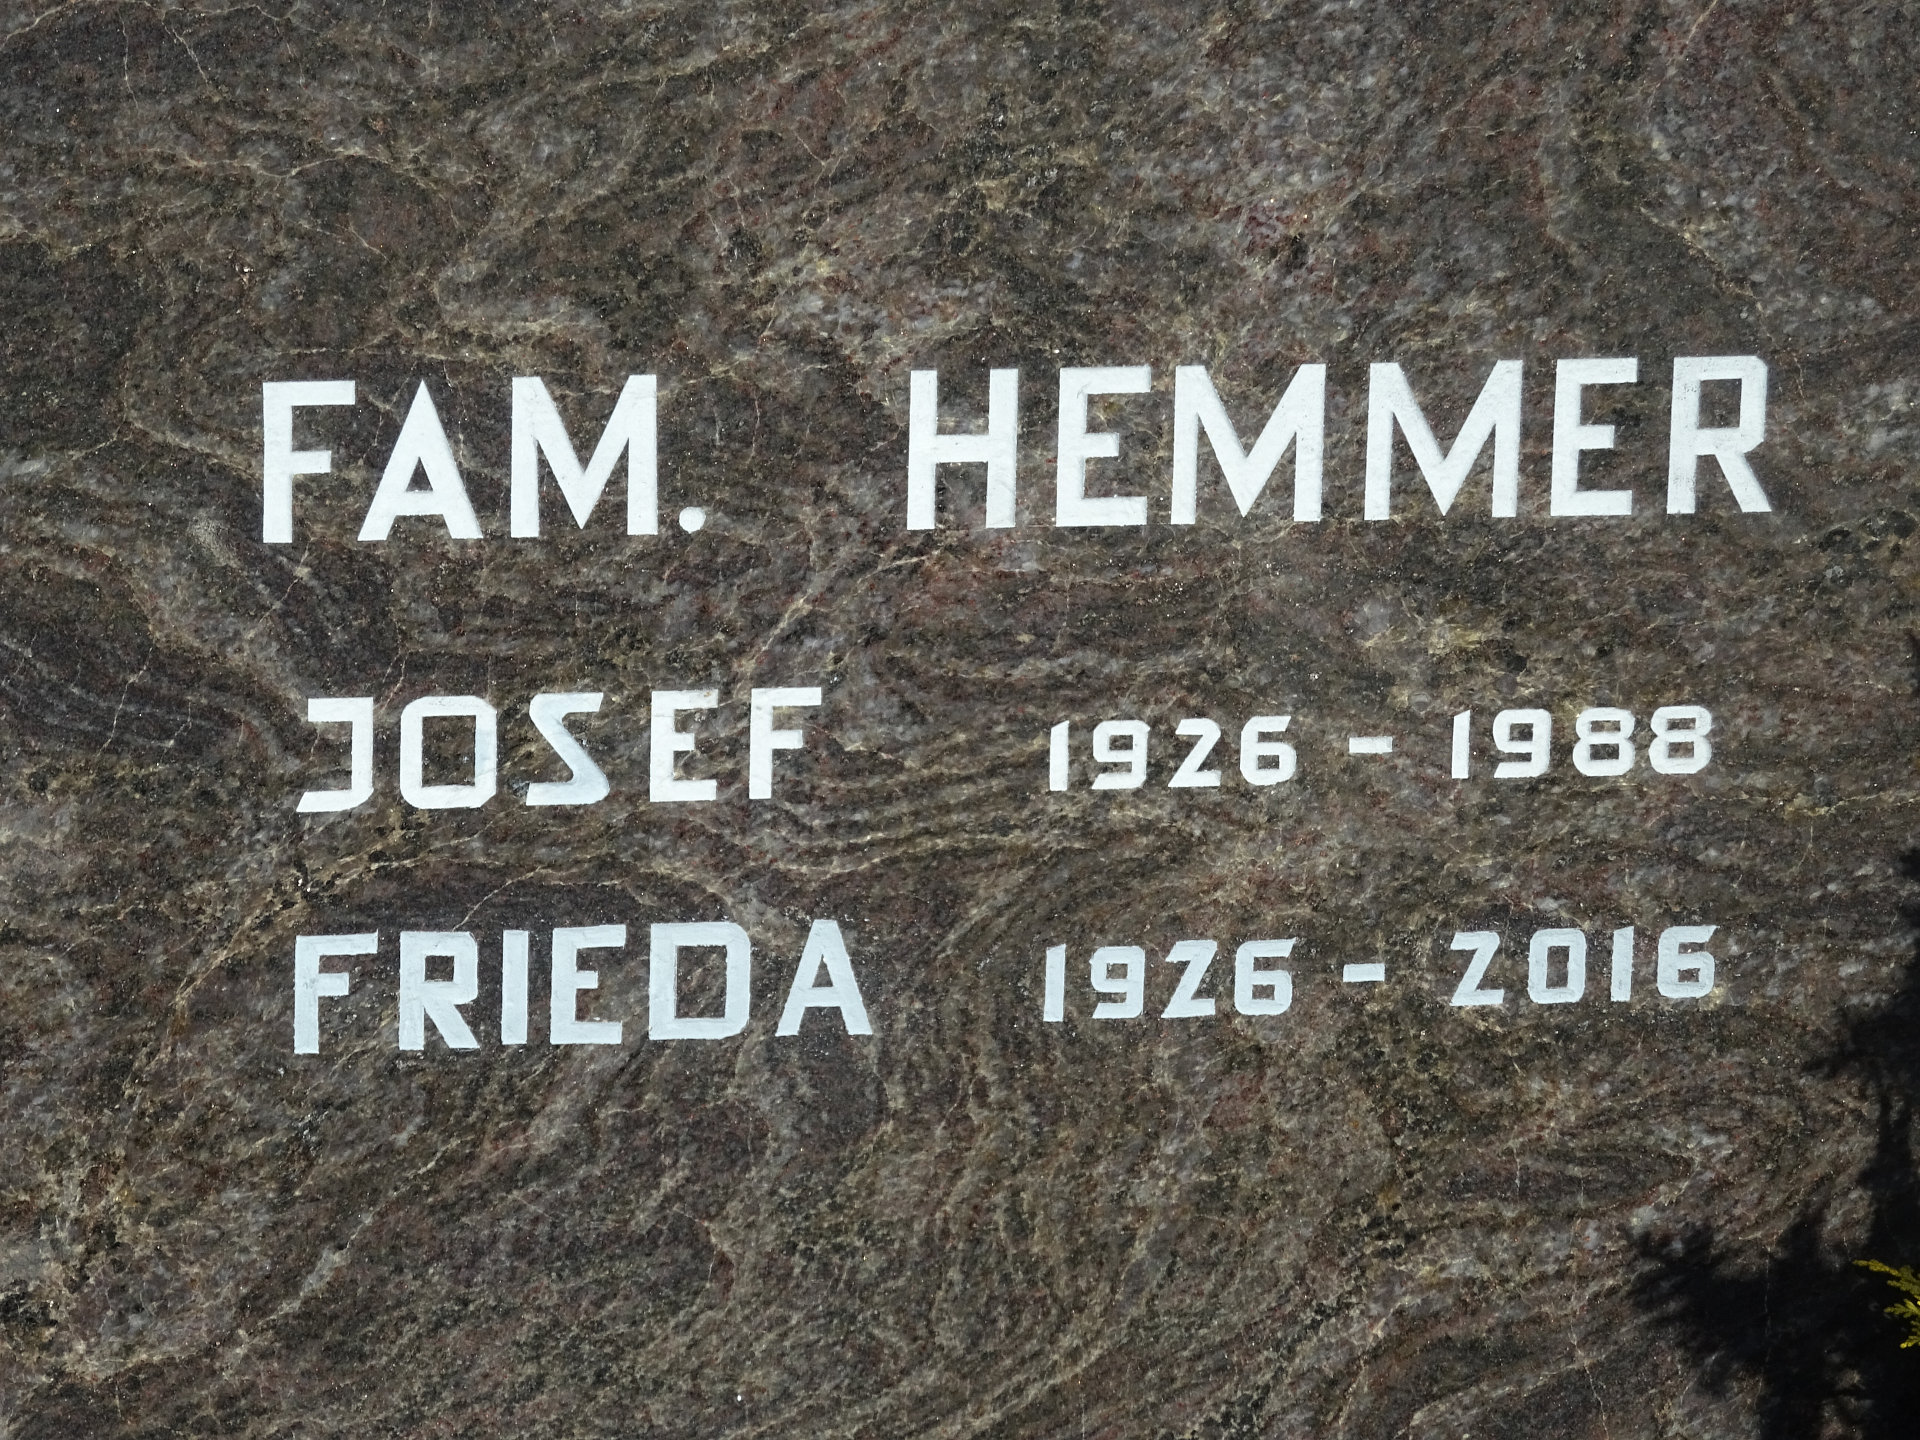 FAM. HEMMER
JOSEF 1926 - 1988
FRIEDA 1926 - 2016